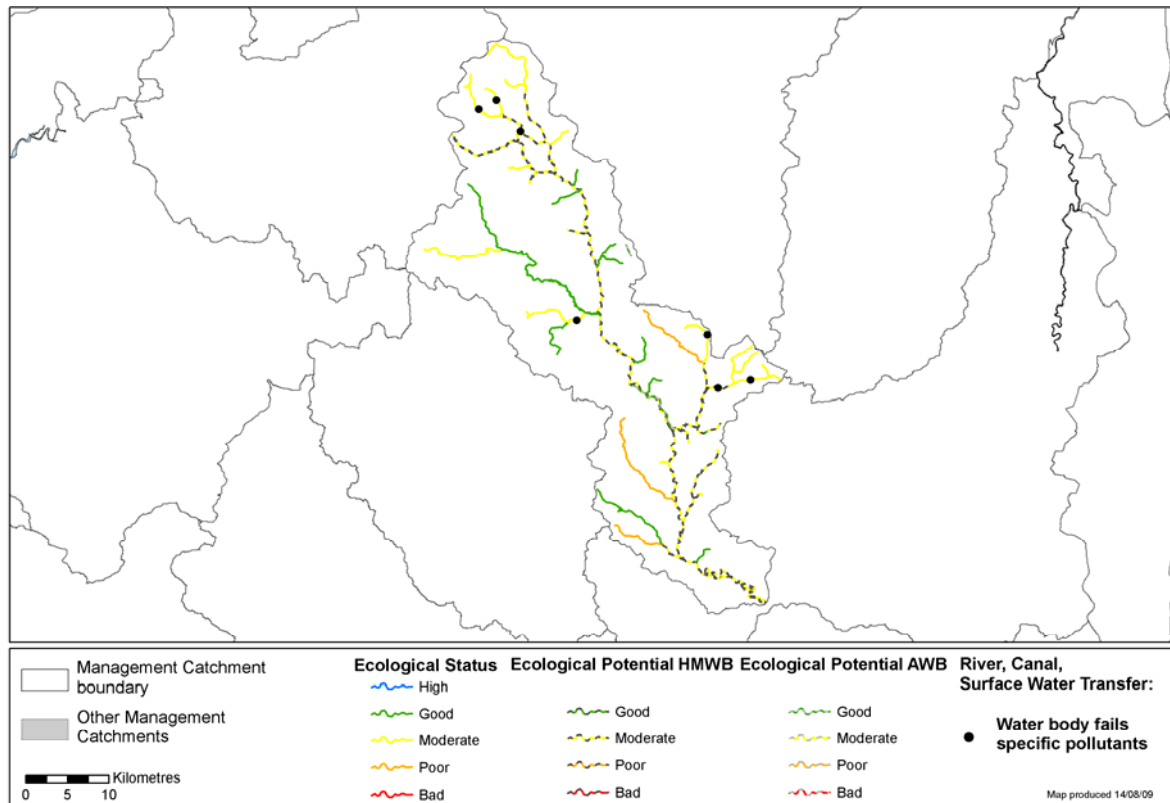 Management Catchment
boundary
Other Management
Catchments
Kilometres
0 5 10
Ecological Status
High
Good
Moderate
Poor
Bad
Ecological Potential HMWB
Good
Moderate
Poor
Bad
Ecological Potential AWB
Good
Moderate
Poor
Bad
River, Canal,
Surface Water Transfer:
Water body fails
specific pollutants
Map produced 14/08/09